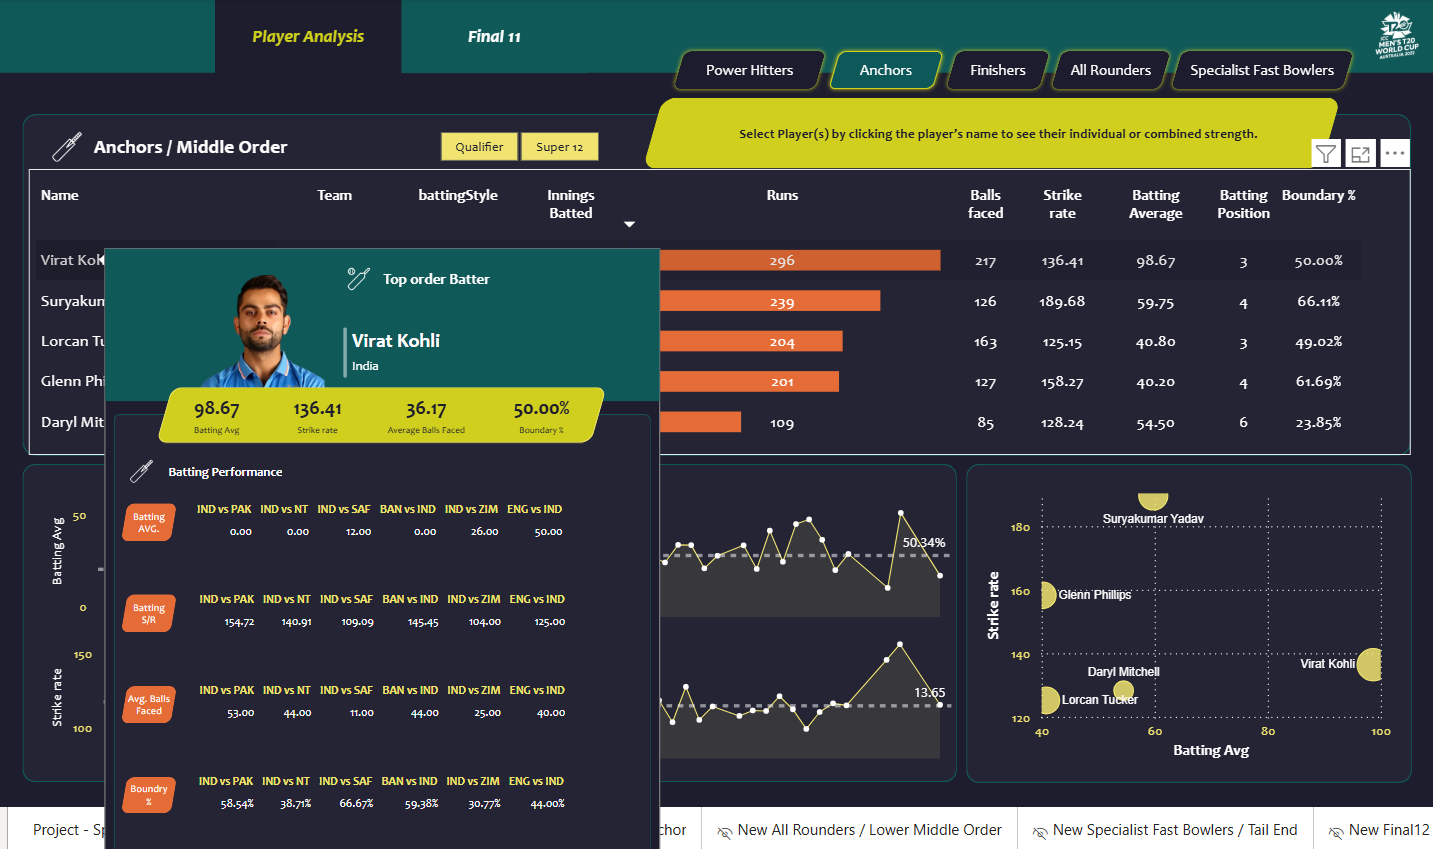 Player Analysis
Final 11
T20
ICC
MEN'S T20
WORLD CUP
AUSTRALIA 2022
Power Hitters
Anchors
Finishers
All Rounders
Specialist Fast Bowlers
Select Player(s) by clicking the player's name to see their individual or combined strength.
Anchors / Middle Order
Qualifier
Super 12
Name Team battingStyle Innings Batted Runs Balls faced Strike rate Batting Average Batting Position Boundary %
Virat Kohl 296 217 136.41 98.67 3 50.00%
Suryakum 239 126 189.68 59.75 4 66.11%
Lorcan Tu 204 163 125.15 40.80 3 49.02%
Glenn Phi 201 127 158.27 40.20 4 61.69%
Daryl Mit 109 85 128.24 54.50 6 23.85%
Top order Batter
Virat Kohli
India
98.67 136.41 36.17 50.00%
Batting Avg Strike rate Average Balls Faced Boundary %
Batting Performance
Batting AVG.
IND vs PAK IND vs NT IND vs SAF BAN vs IND IND vs ZIM ENG vs IND
0.00 0.00 12.00 0.00 26.00 50.00
Batting S/R
IND vs PAK IND vs NT IND vs SAF BAN vs IND IND vs ZIM ENG vs IND
154.72 140.91 109.09 145.45 104.00 125.00
Avg. Balls Faced
IND vs PAK IND vs NT IND vs SAF BAN vs IND IND vs ZIM ENG vs IND
53.00 44.00 11.00 44.00 25.00 40.00
Boundry %
IND vs PAK IND vs NT IND vs SAF BAN vs IND IND vs ZIM ENG vs IND
58.54% 38.71% 66.67% 59.38% 30.77% 44.00%
Batting Avg
50
0
Strike rate
150
100
50.34%
13.65
Strike rate
180
160
140
120
Suryakumar Yadav
Glenn Phillips
Virat Kohli
Daryl Mitchell
Lorcan Tucker
40 60 80 100
Batting Avg
Project - Sp
chor
New All Rounders / Lower Middle Order
New Specialist Fast Bowlers / Tail End
New Final12